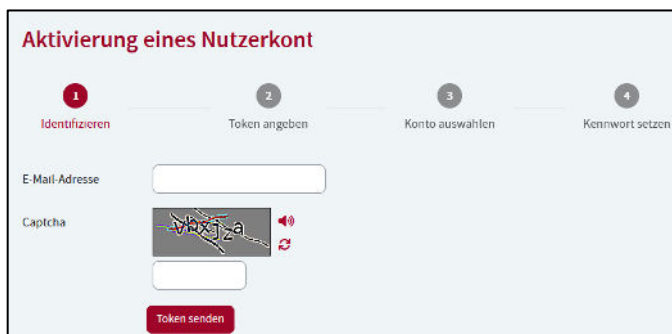 Aktivierung eines Nutzerkont
1 2 3 4
Identifizieren Token angeben Konto auswählen Kennwort setzen
E-Mail-Adresse
Captcha
Token senden